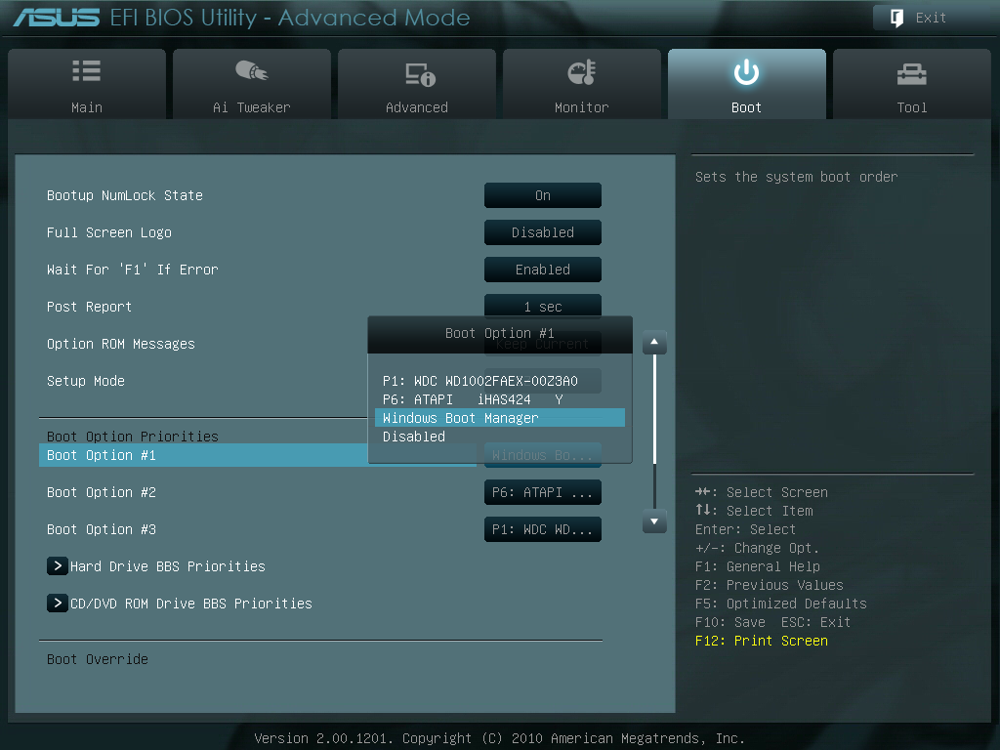 ASUS EFI BIOS Utility - Advanced Mode
Exit
Main
Ai Tweaker
Advanced
Monitor
Boot
Tool
Bootup NumLock State On
Full Screen Logo Disabled
Wait For 'F1' If Error Enabled
Post Report 1 sec
Option ROM Messages Keep Current
Setup Mode
Boot Option Priorities
Boot Option #1 Windows Bo...
Boot Option #2 P6: ATAPI ...
Boot Option #3 P1: WDC WD...
> Hard Drive BBS Priorities
> CD/DVD ROM Drive BBS Priorities
Boot Override
Boot Option #1
P1: WDC WD1002FAEX-00Z3A0
P6: ATAPI   iHAS424   Y
Windows Boot Manager
Disabled
Sets the system boot order
→←: Select Screen
↑↓: Select Item
Enter: Select
+/-: Change Opt.
F1: General Help
F2: Previous Values
F5: Optimized Defaults
F10: Save  ESC: Exit
F12: Print Screen
Version 2.00.1201. Copyright (C) 2010 American Megatrends, Inc.